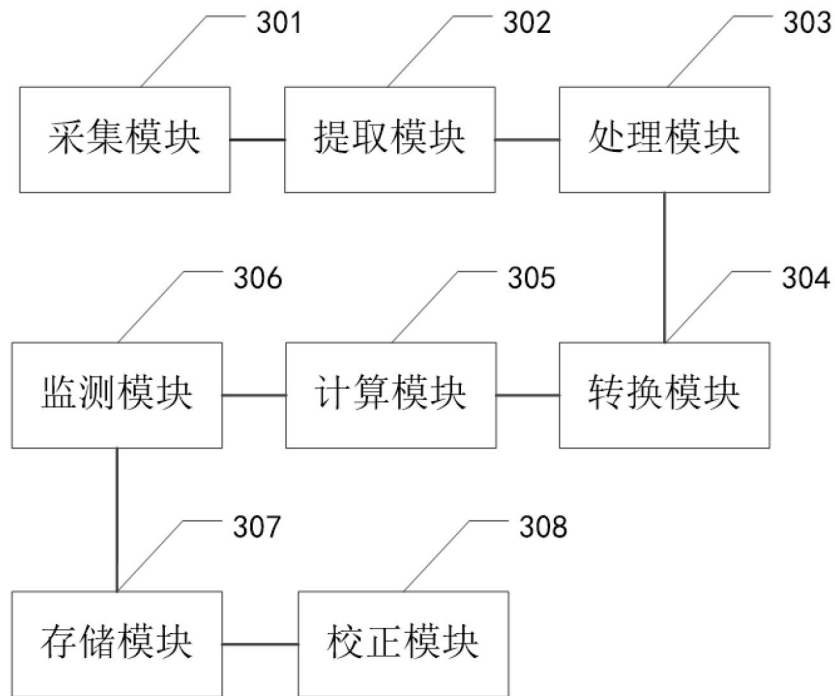 301
302
303
采集模块
提取模块
处理模块
306
305
304
监测模块
计算模块
转换模块
307
308
存储模块
校正模块